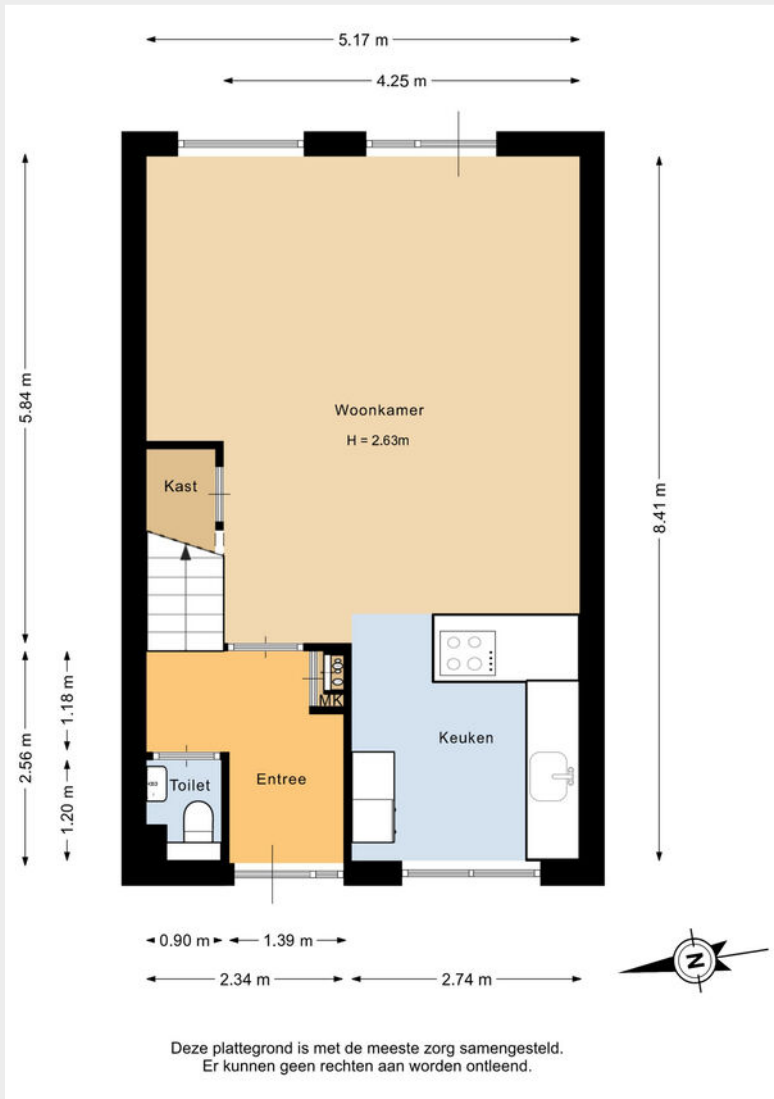 5.17 m
4.25 m
5.84 m
Woonkamer
H = 2.63m
Kast
8.41 m
1.18 m
MK
2.56 m
Keuken
Entree
Toilet
1.20 m
0.90 m
1.39 m
2.34 m
2.74 m
N
Deze plattegrond is met de meeste zorg samengesteld.
Er kunnen geen rechten aan worden ontleend.